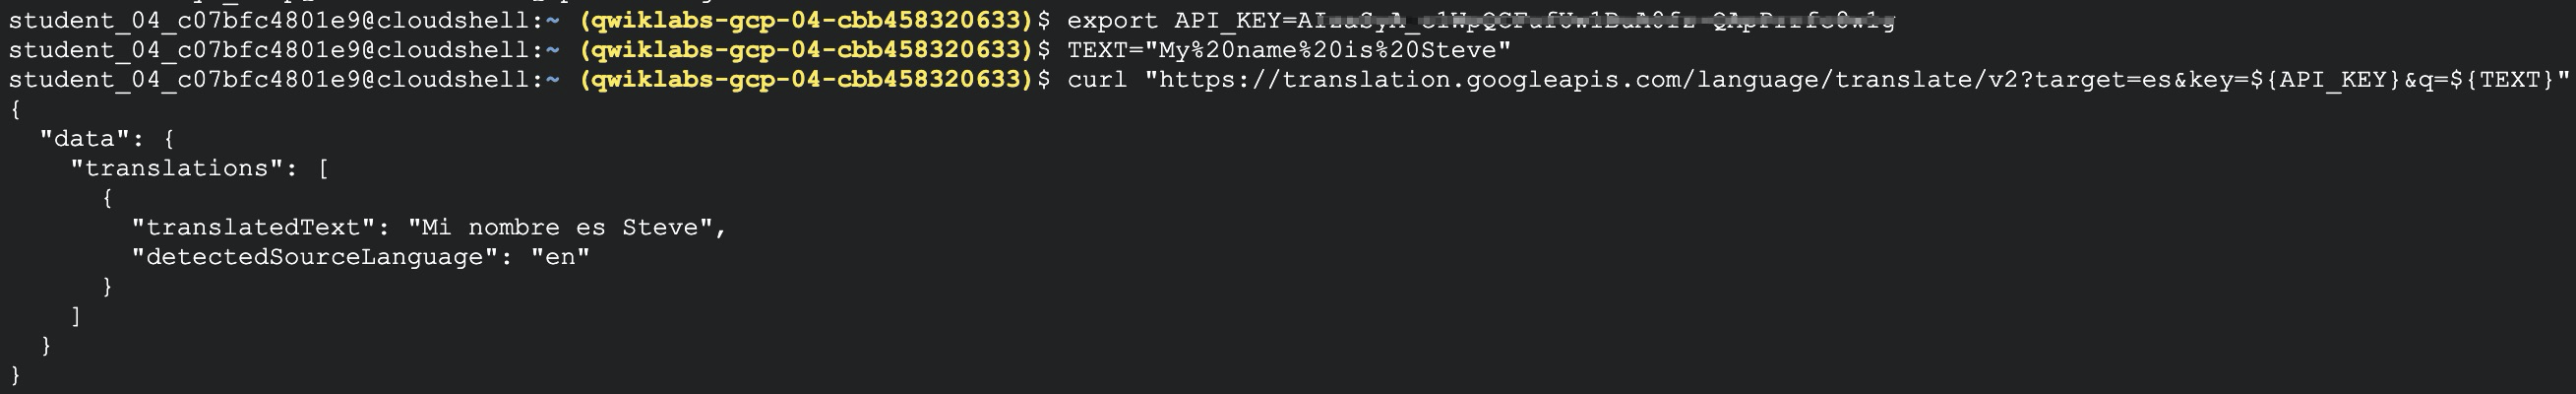 student_04_c07bfc4801e9@cloudshell:~ (qwiklabs-gcp-04-cbb458320633)$ export API_KEY=
student_04_c07bfc4801e9@cloudshell:~ (qwiklabs-gcp-04-cbb458320633)$ TEXT="My%20name%20is%20Steve"
student_04_c07bfc4801e9@cloudshell:~ (qwiklabs-gcp-04-cbb458320633)$ curl "https://translation.googleapis.com/language/translate/v2?target=es&key=${API_KEY}&q=${TEXT}"
{
  "data": {
    "translations": [
      {
        "translatedText": "Mi nombre es Steve",
        "detectedSourceLanguage": "en"
      }
    ]
  }
}